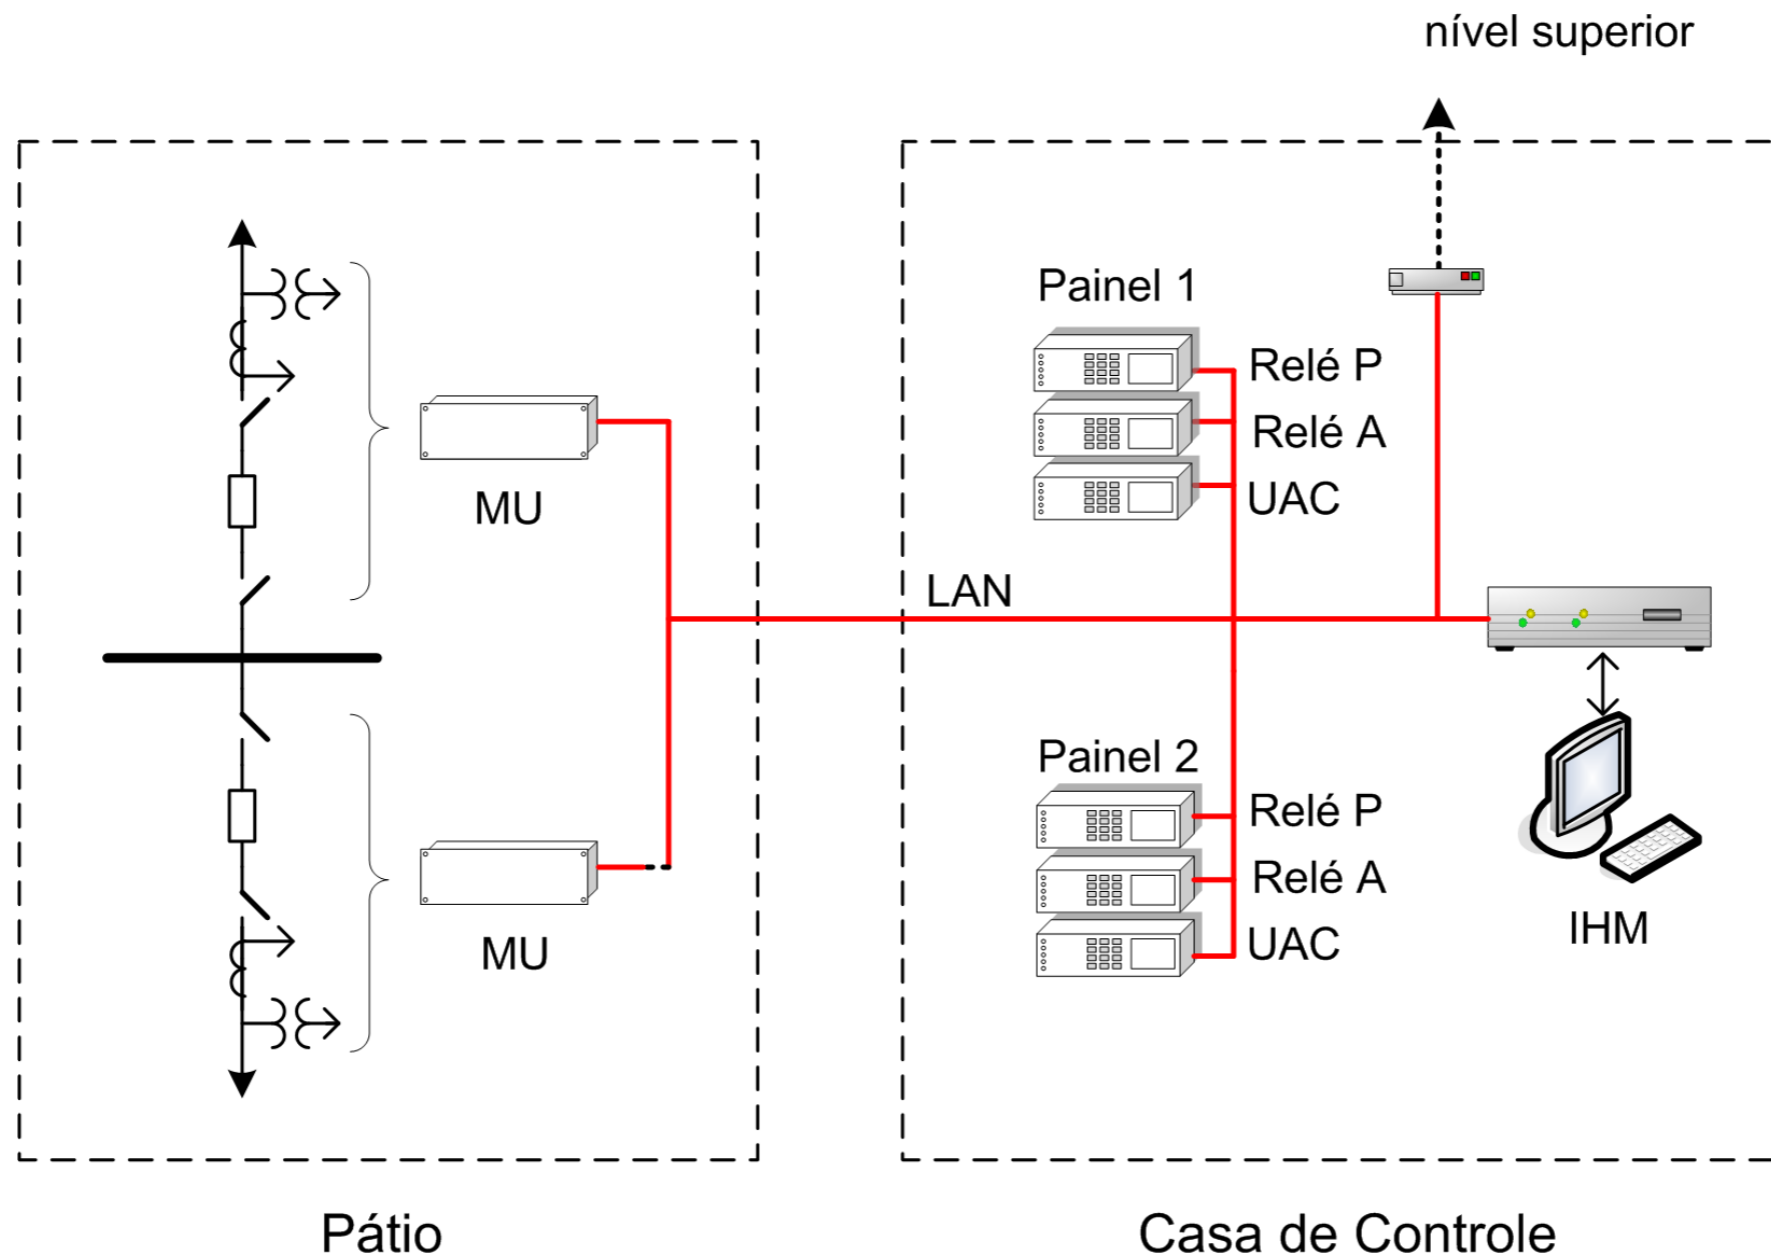 nível superior
Painel 1
Relé P
Relé A
UAC
MU
LAN
Painel 2
Relé P
Relé A
UAC
MU
IHM
Pátio
Casa de Controle